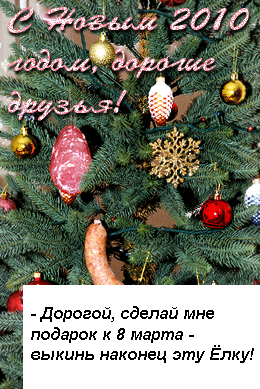 С Новым 2010
годом, дорогие
друзья!
- Дорогой, сделай мне
подарок к 8 марта -
выкинь наконец эту Ёлку!